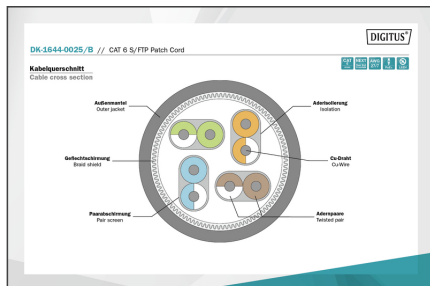 DIGITUS®
DK-1644-0025/B // CAT 6 S/FTP Patch Cord
Kabelquerschnitt
Cable cross section
Außenmantel
Outer jacket
Aderisolierung
Isolation
Geflechtschirmung
Braid shield
Cu-Draht
Cu Wire
Paarabschirmung
Pair screen
Adernpaare
Twisted pair